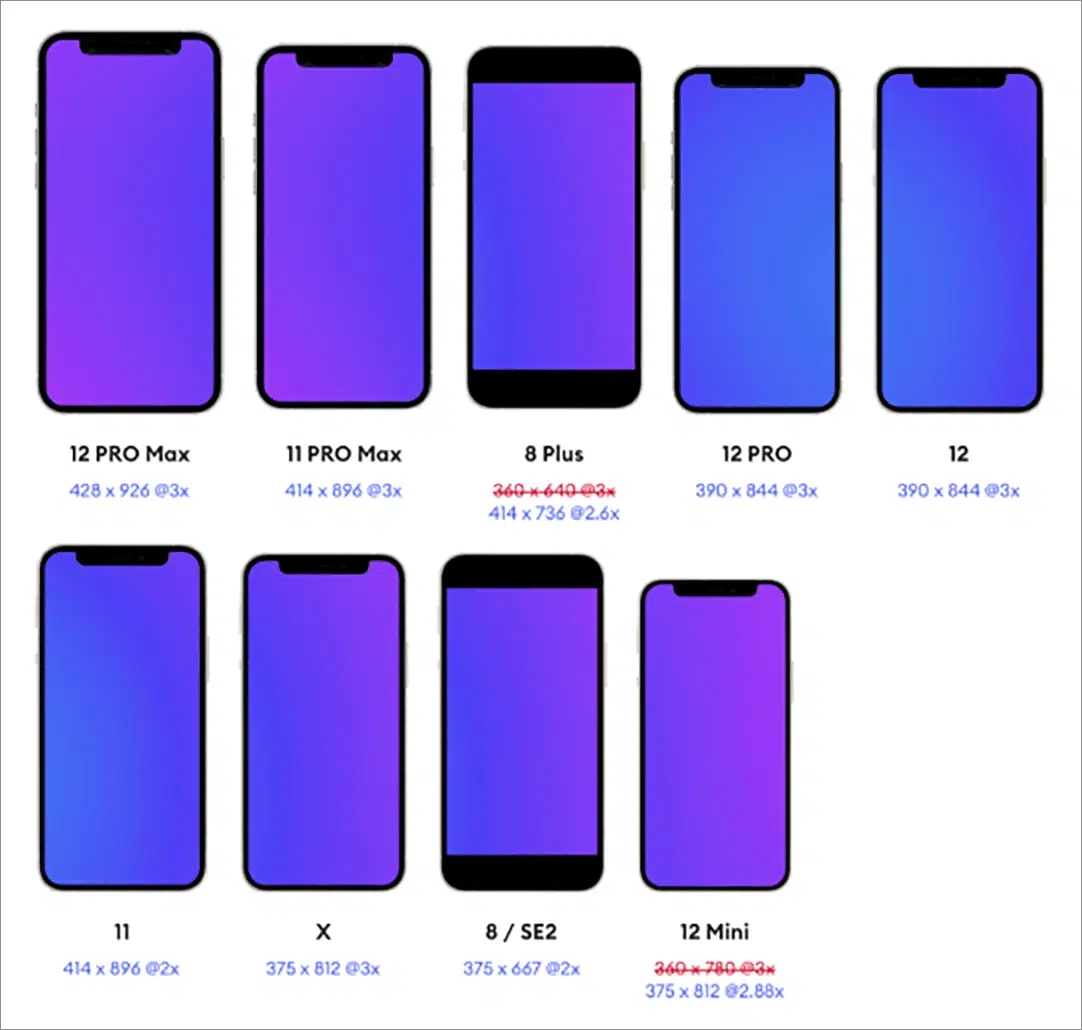 12 PRO Max
428 x 926 @3x
11 PRO Max
414 x 896 @3x
8 Plus
360 x 640 @3x
414 x 736 @2.6x
12 PRO
390 x 844 @3x
12
390 x 844 @3x
11
414 x 896 @2x
X
375 x 812 @3x
8 / SE2
375 x 667 @2x
12 Mini
360 x 780 @3x
375 x 812 @2.88x